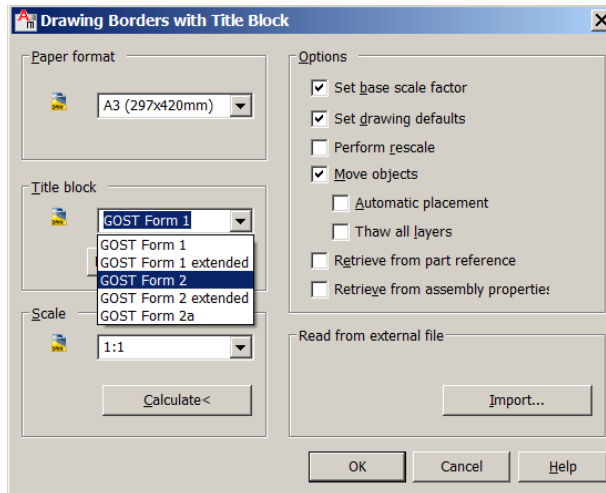 Drawing Borders with Title Block
Paper format
A3 (297x420mm)
Title block
GOST Form 1
GOST Form 1
GOST Form 1 extended
GOST Form 2
GOST Form 2 extended
GOST Form 2a
Scale
1:1
Calculate<
Options
Set base scale factor
Set drawing defaults
Perform rescale
Move objects
Automatic placement
Thaw all layers
Retrieve from part reference
Retrieve from assembly properties
Read from external file
Import...
OK
Cancel
Help